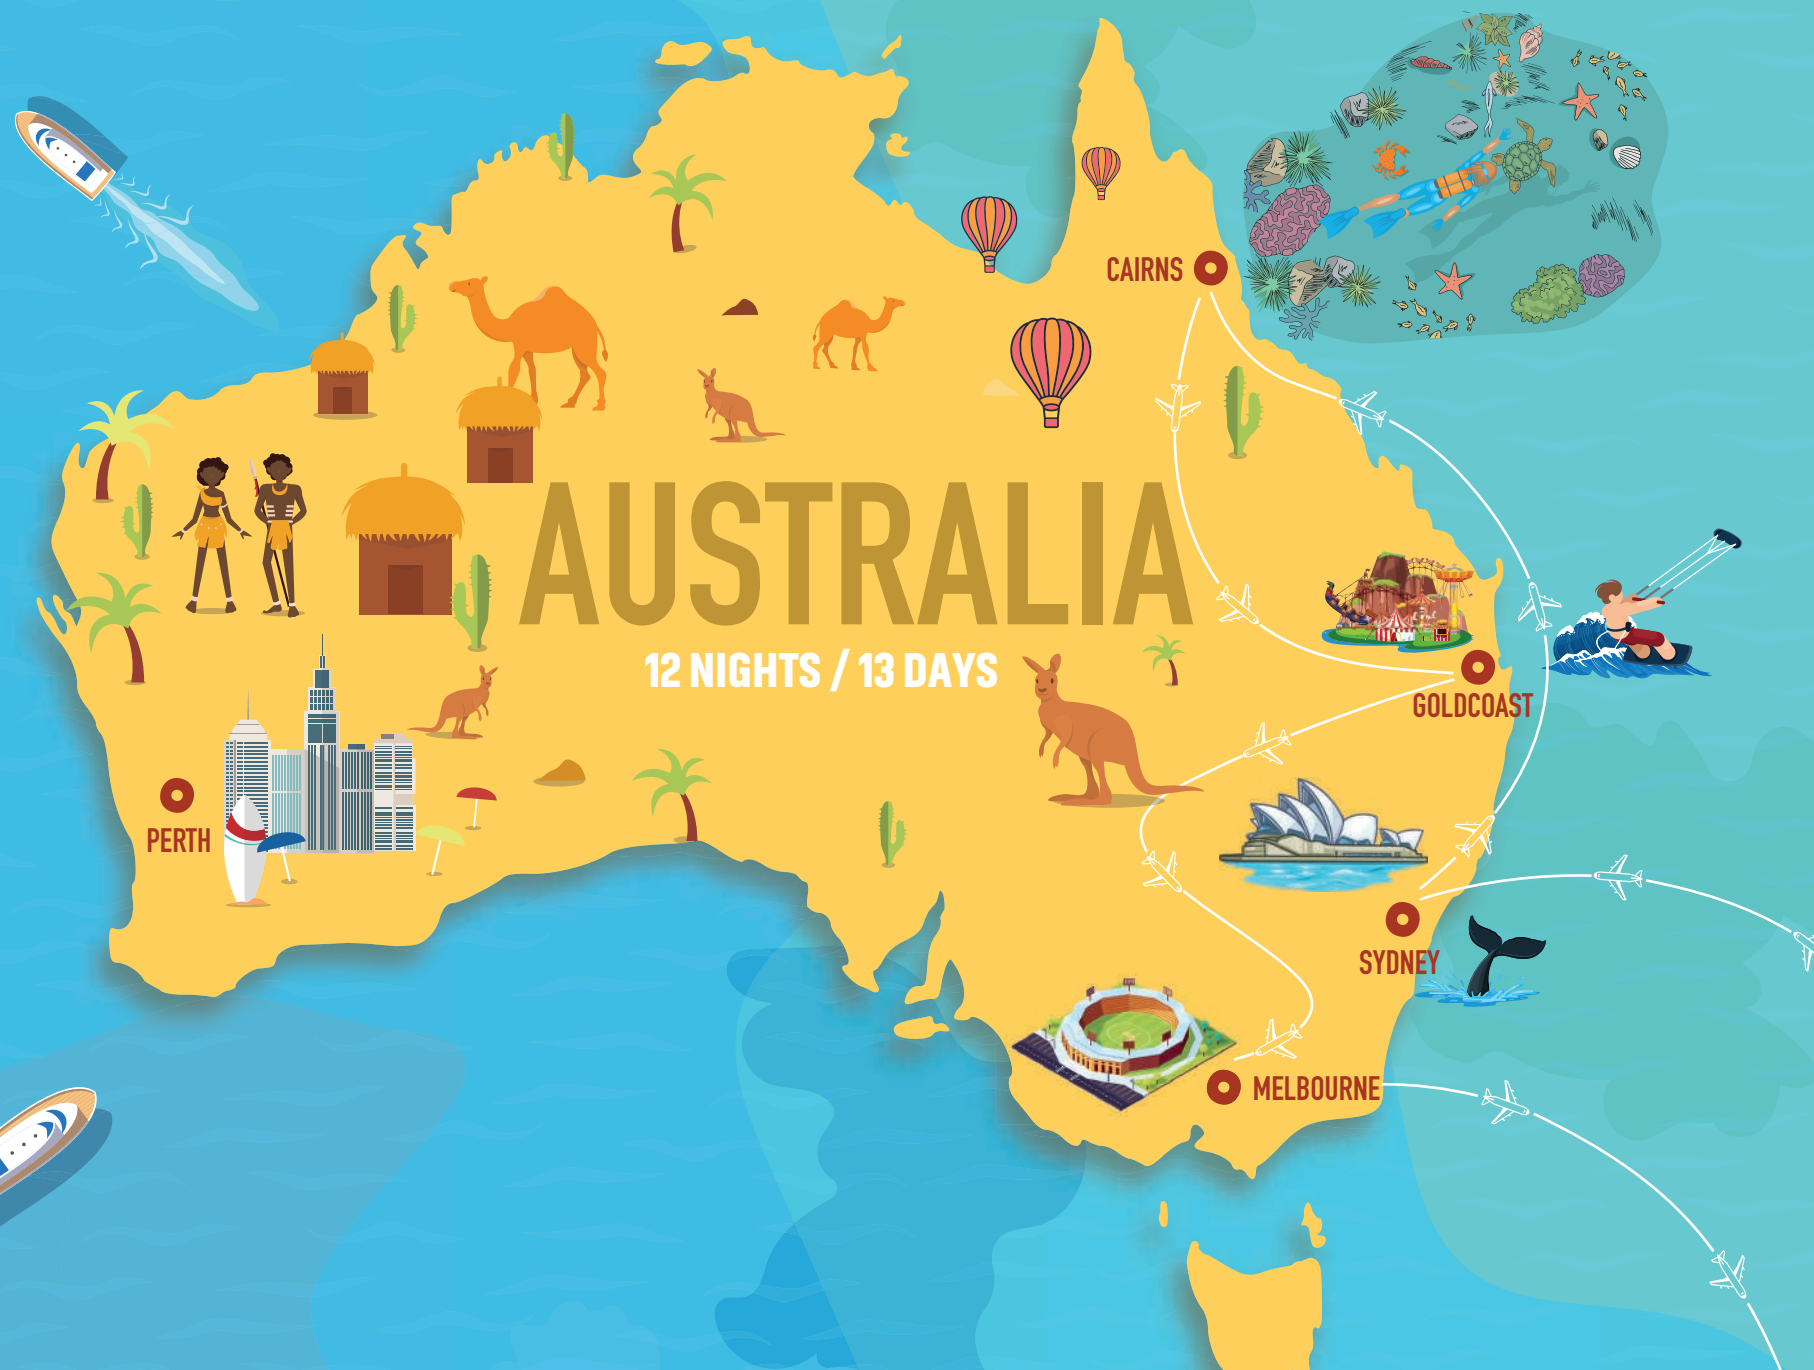 CAIRNS
AUSTRALIA
12 NIGHTS / 13 DAYS
GOLDCOAST
PERTH
SYDNEY
MELBOURNE